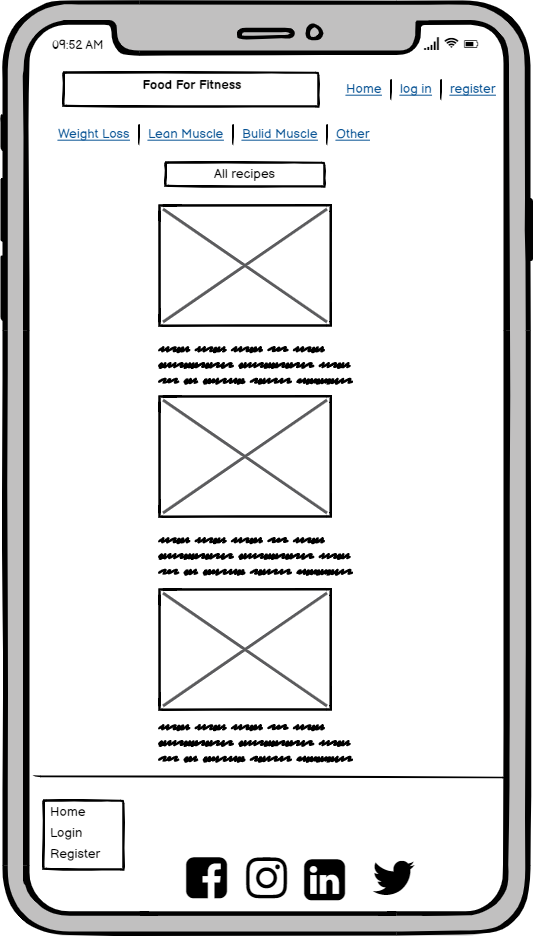 09:52 AM
Food For Fitness
Home | log in | register
Weight Loss | Lean Muscle | Bulid Muscle | Other
All recipes
Home
Login
Register